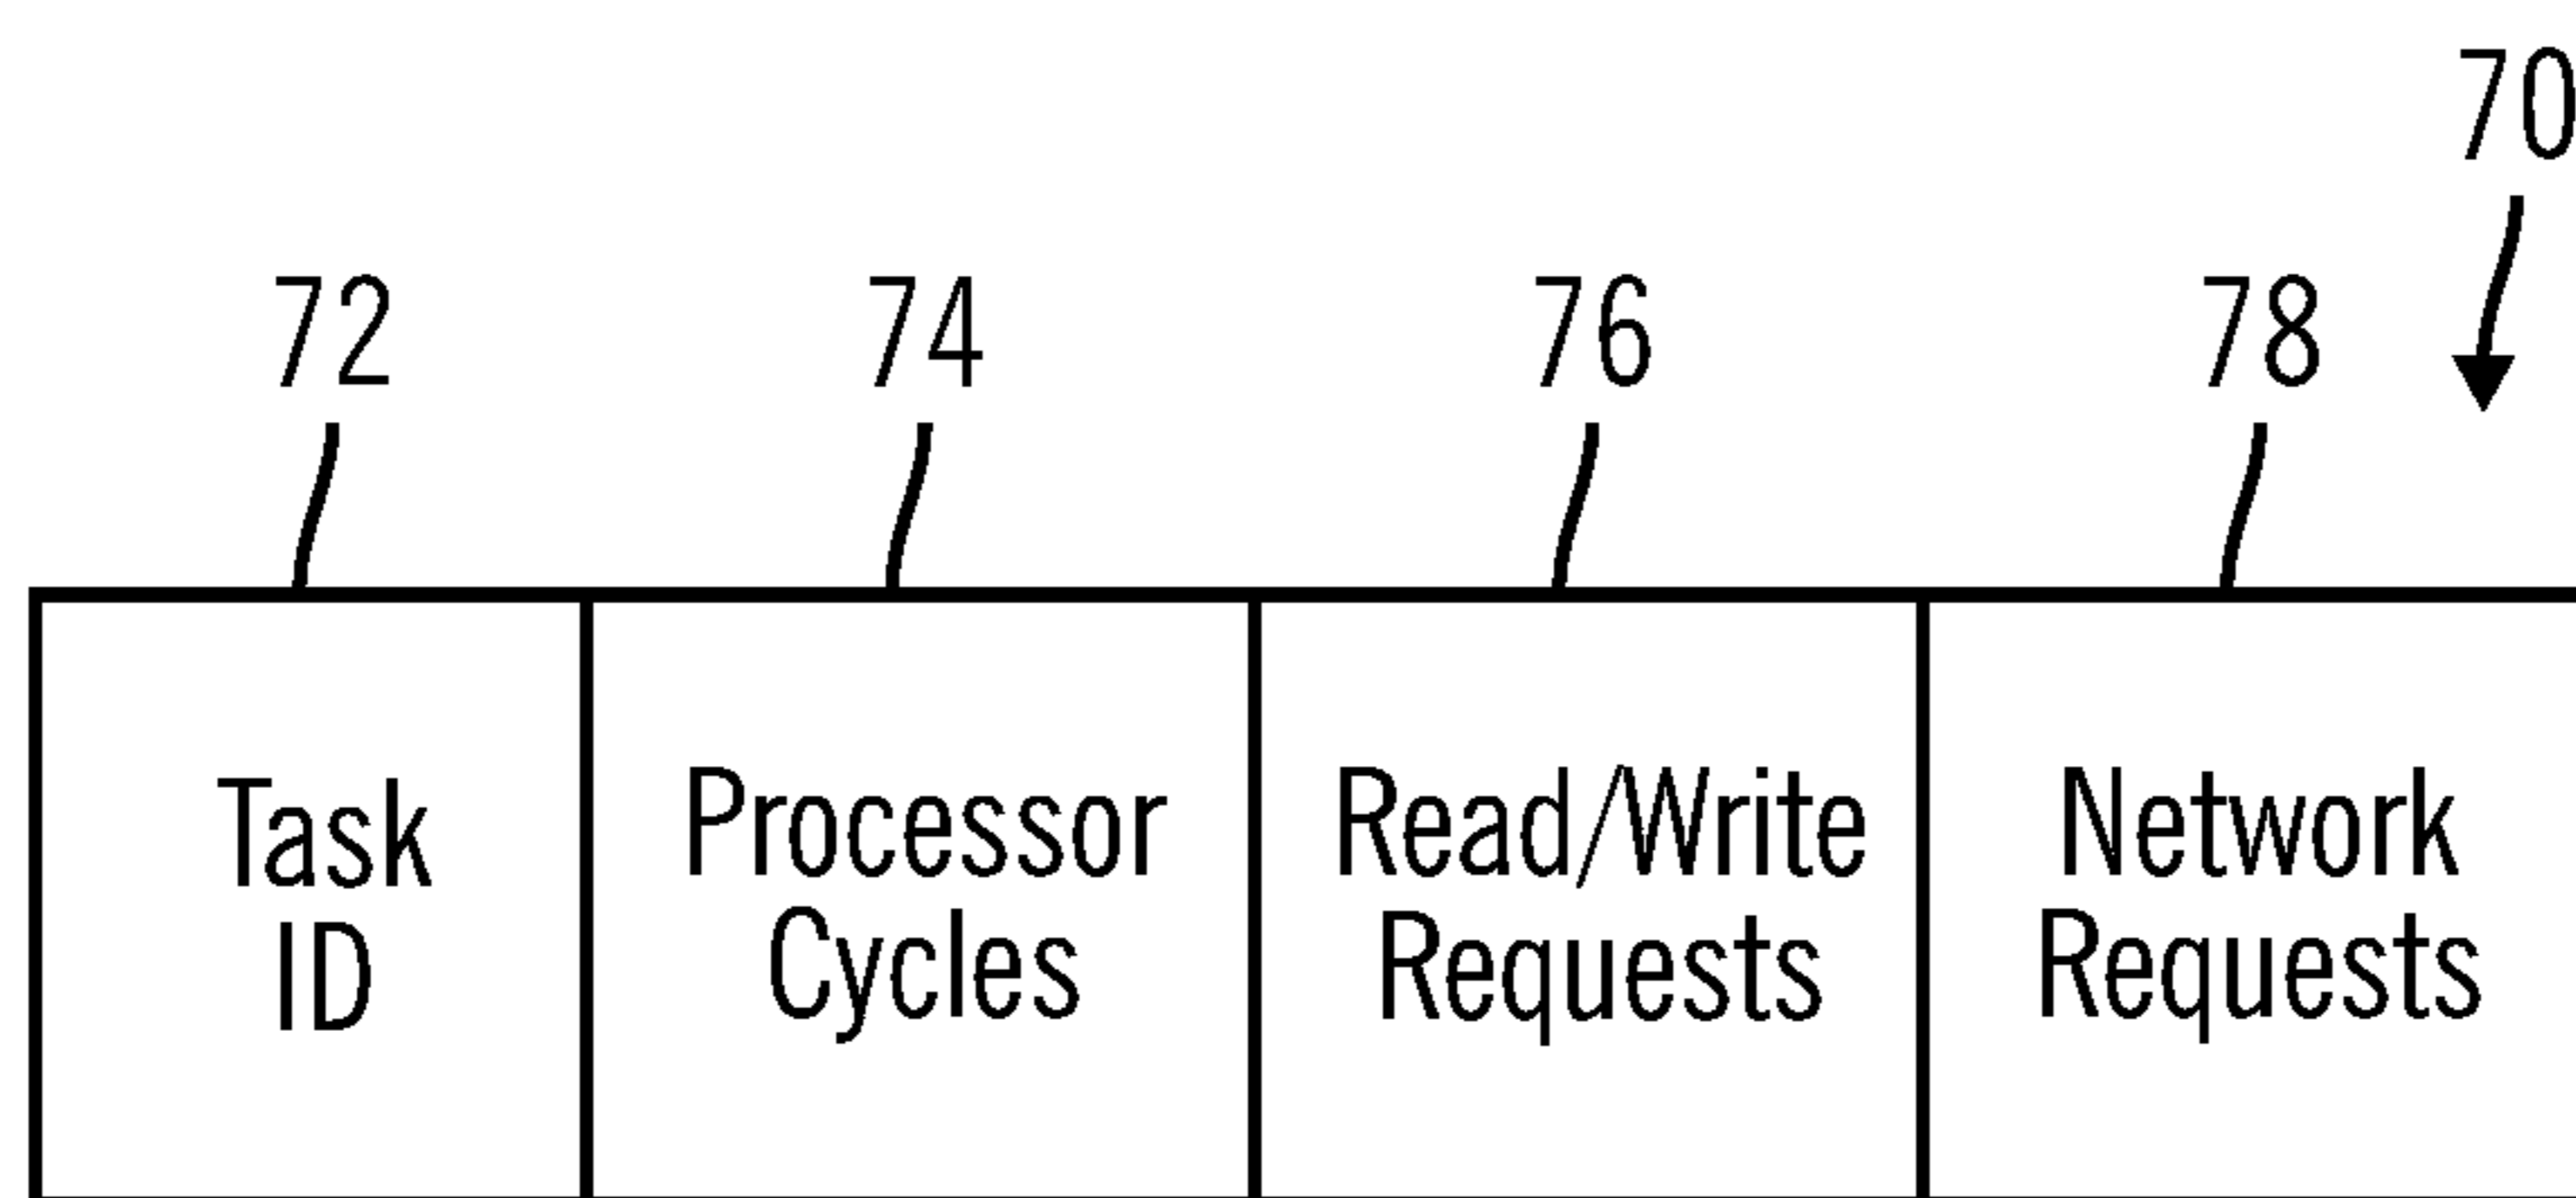 70
72 74 76 78
Task
ID
Processor
Cycles
Read/Write
Requests
Network
Requests